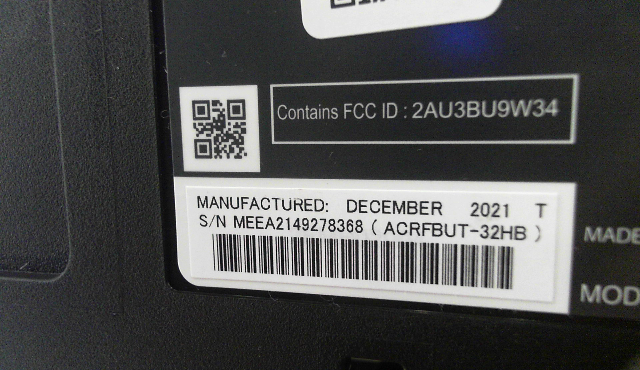 Contains FCC ID : 2AU3BU9W34
MANUFACTURED: DECEMBER 2021 T
S/N MEEA2149278368 ( ACRFBUT-32HB )
MADE
MOD